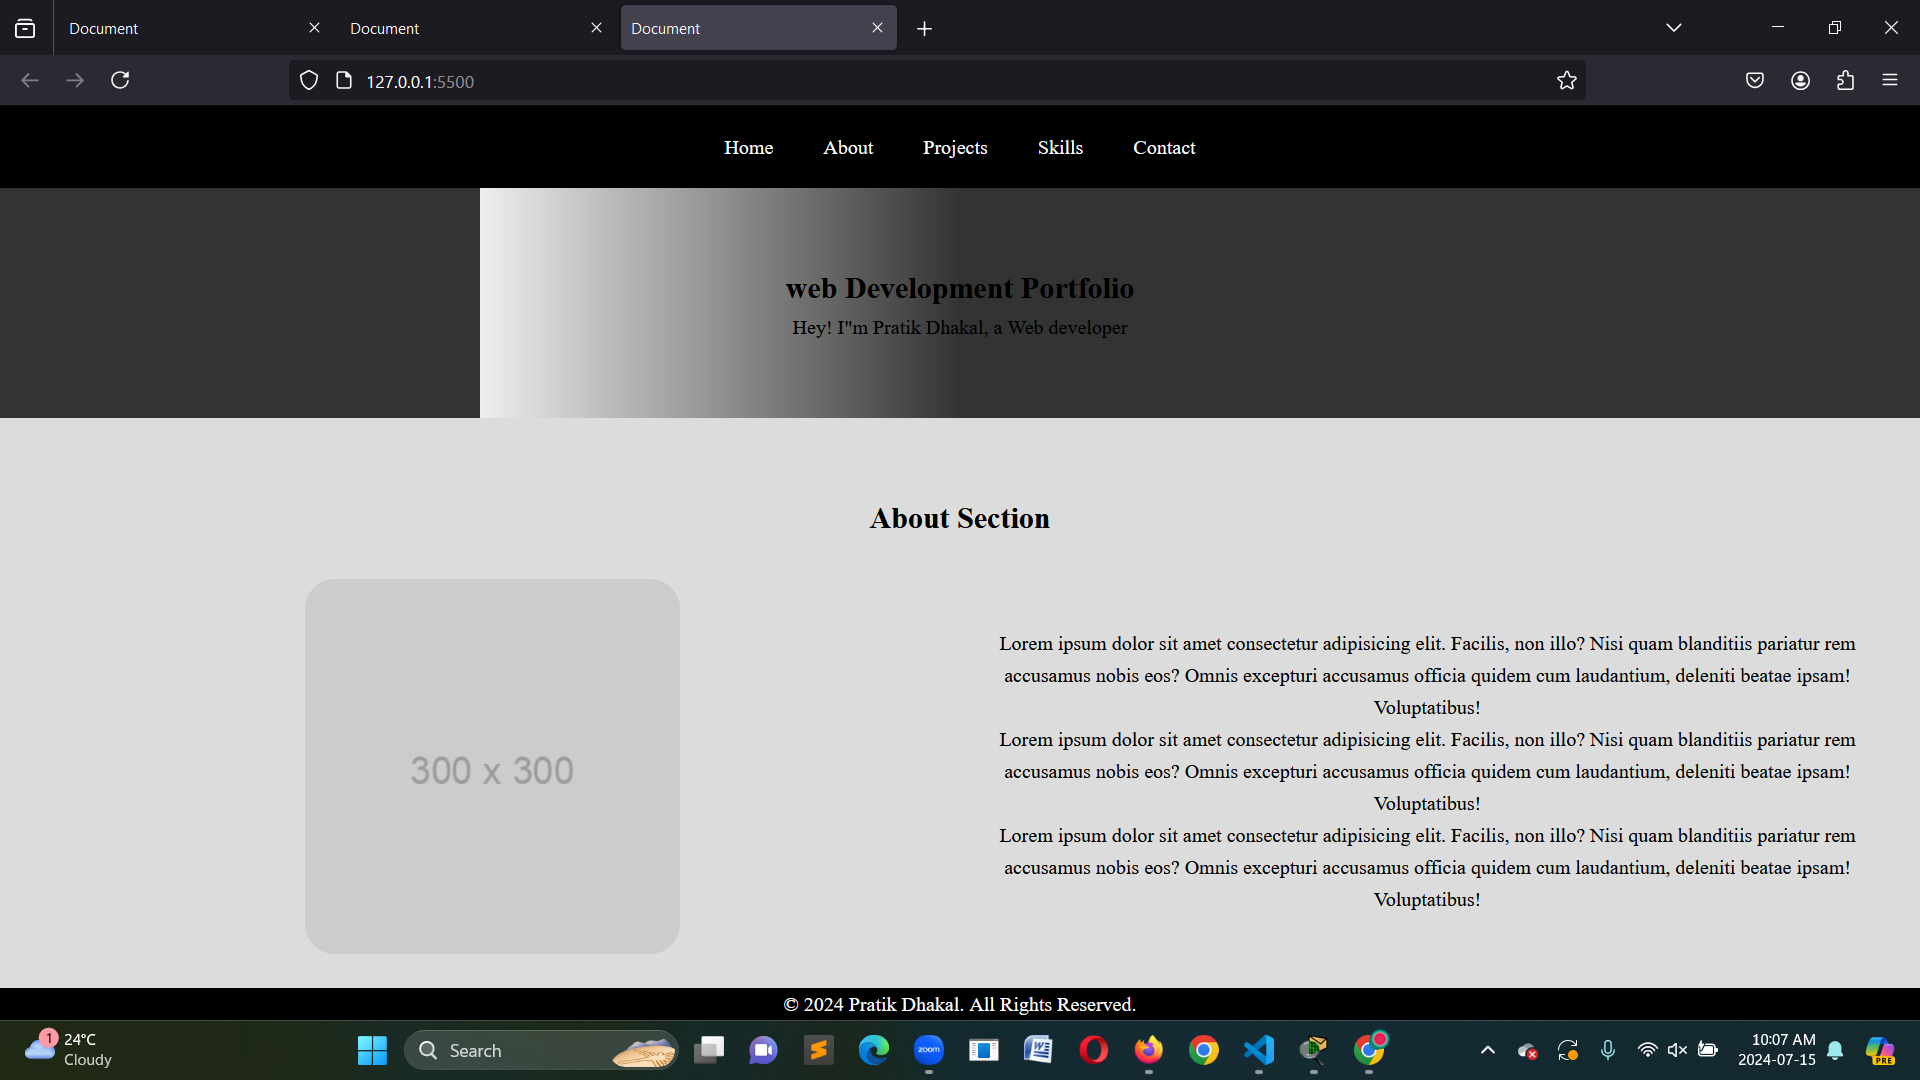 Document
Document
Document
127.0.0.1:5500
Home About Projects Skills Contact
web Development Portfolio
Hey! I"m Pratik Dhakal, a Web developer
About Section
300 x 300
Lorem ipsum dolor sit amet consectetur adipisicing elit. Facilis, non illo? Nisi quam blanditiis pariatur rem
accusamus nobis eos? Omnis excepturi accusamus officia quidem cum laudantium, deleniti beatae ipsam!
Voluptatibus!
Lorem ipsum dolor sit amet consectetur adipisicing elit. Facilis, non illo? Nisi quam blanditiis pariatur rem
accusamus nobis eos? Omnis excepturi accusamus officia quidem cum laudantium, deleniti beatae ipsam!
Voluptatibus!
Lorem ipsum dolor sit amet consectetur adipisicing elit. Facilis, non illo? Nisi quam blanditiis pariatur rem
accusamus nobis eos? Omnis excepturi accusamus officia quidem cum laudantium, deleniti beatae ipsam!
Voluptatibus!
© 2024 Pratik Dhakal. All Rights Reserved.
1
24°C
Cloudy
Search
zoom
10:07 AM
2024-07-15
PRE